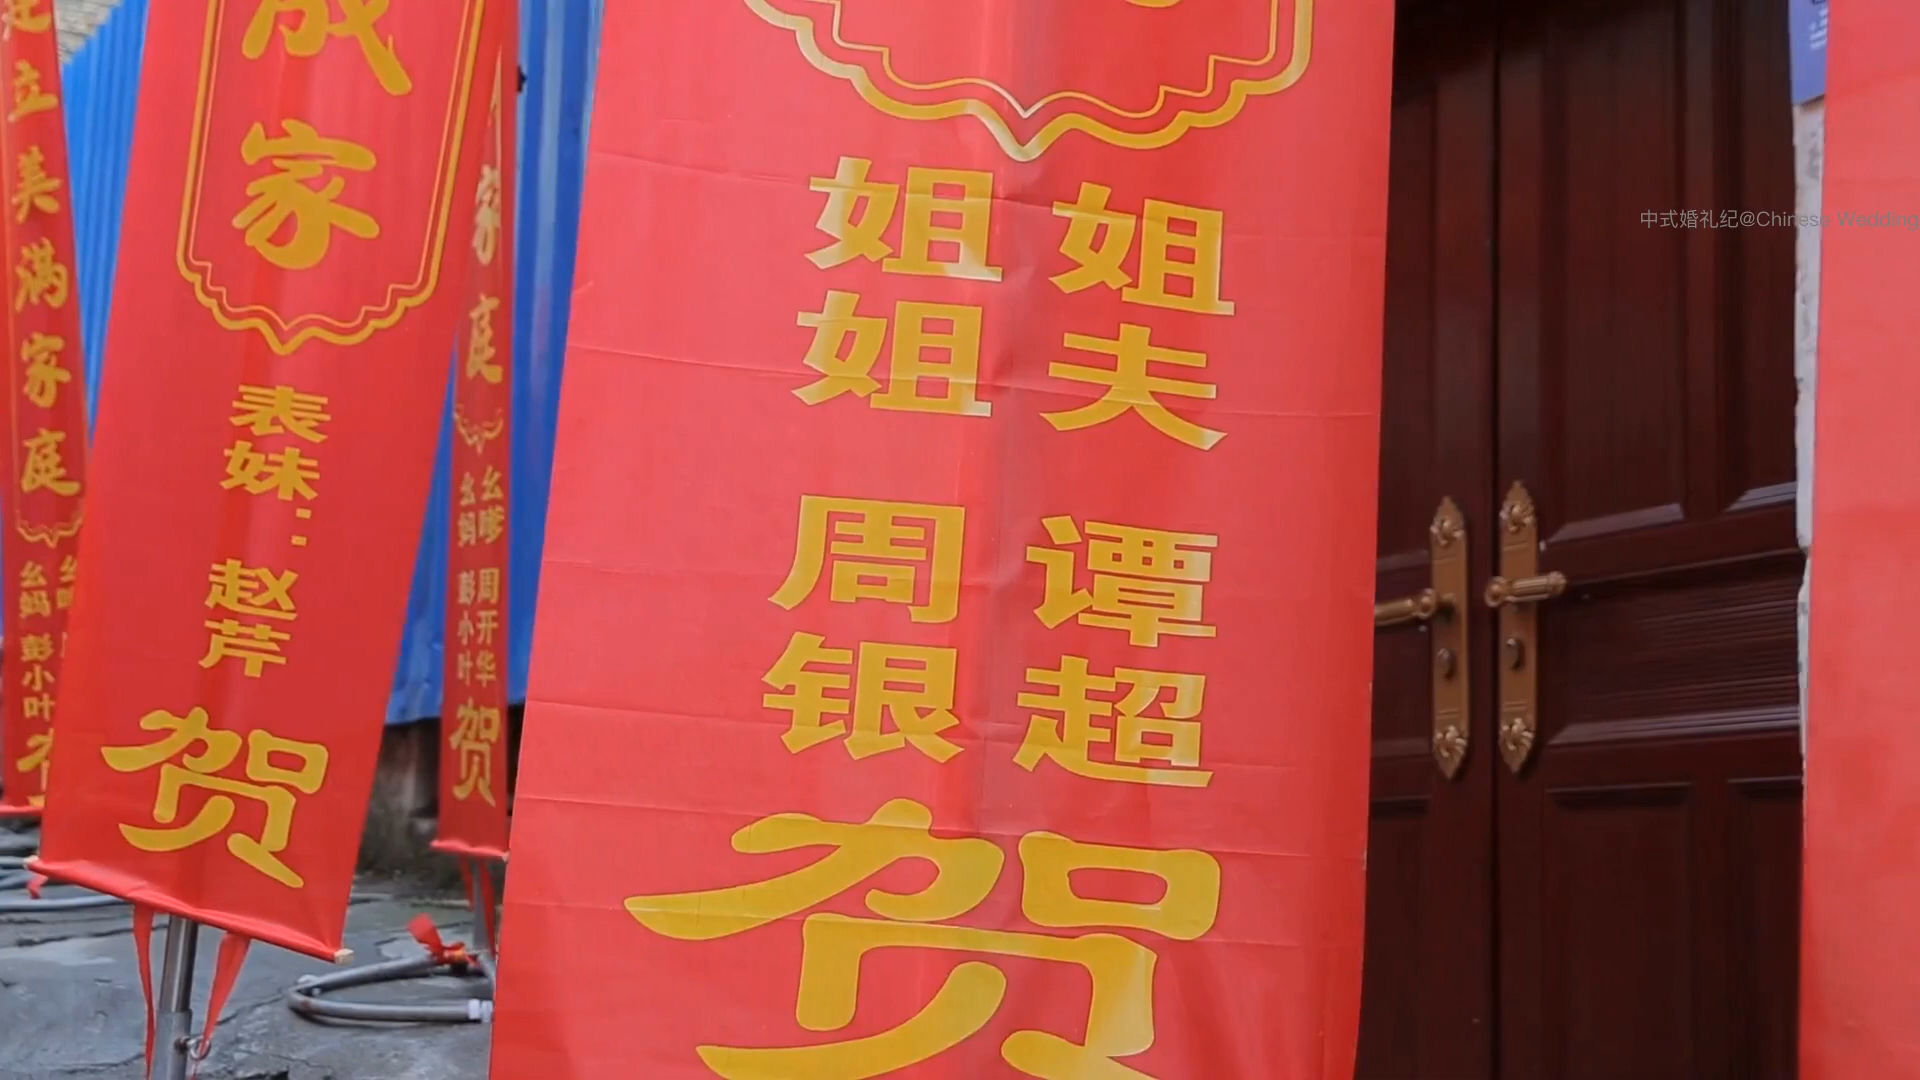 立美满家庭
幺妈 彭小叶
成家
表妹：赵芹
贺
家庭
幺嗲 周开华
幺妈 彭小叶
贺
姐夫 谭超
姐姐 周银
贺
中式婚礼纪@Chinese Wedding